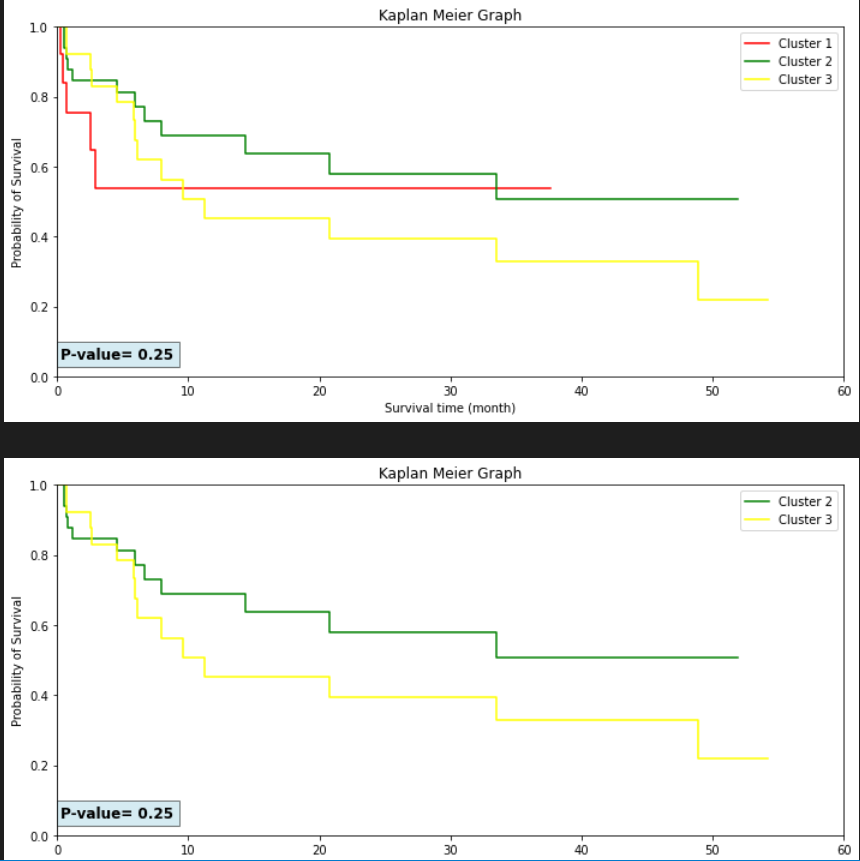 Kaplan Meier Graph
1.0
0.8
0.6
0.4
0.2
0.0
Probability of Survival
Cluster 1
Cluster 2
Cluster 3
P-value= 0.25
0 10 20 30 40 50 60
Survival time (month)
Kaplan Meier Graph
1.0
0.8
0.6
0.4
0.2
0.0
Probability of Survival
Cluster 2
Cluster 3
P-value= 0.25
0 10 20 30 40 50 60